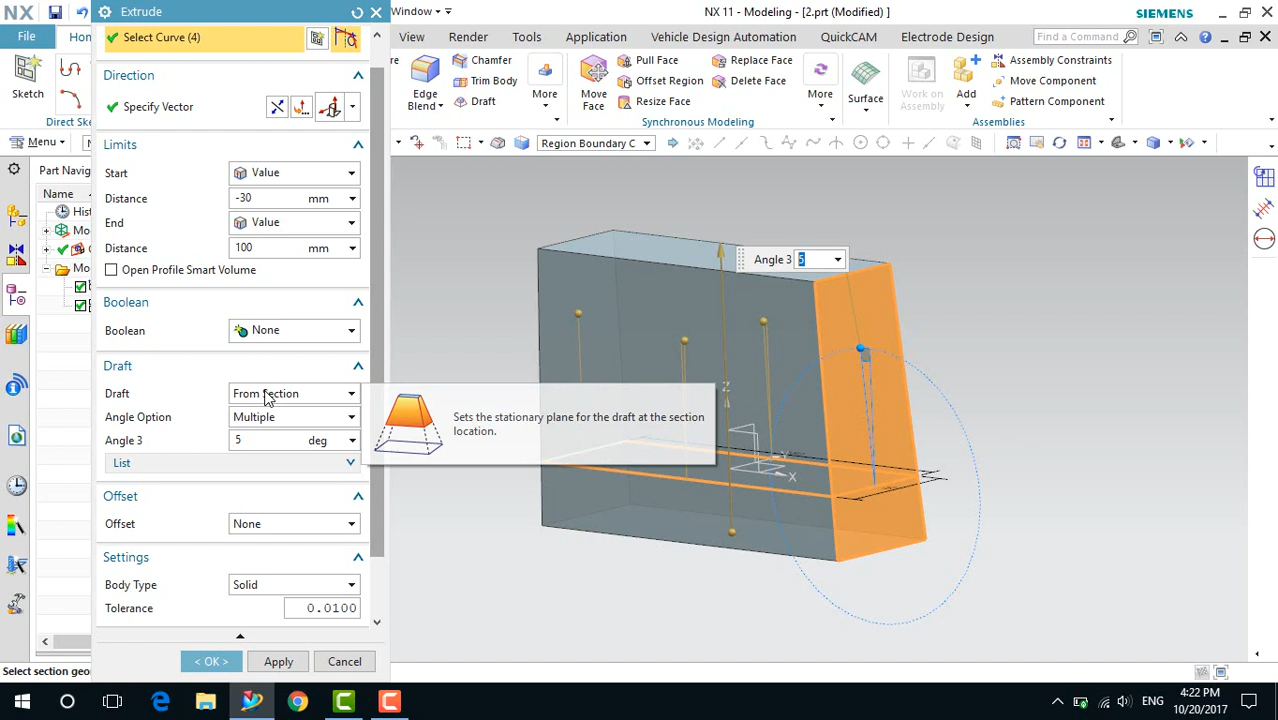 Extrude
Window
NX 11 - Modeling - [2.prt (Modified) ]
SIEMENS
File
View
Render
Tools
Application
Vehicle Design Automation
QuickCAM
Electrode Design
Find a Command
Select Curve (4)
Sketch
Direct
Direction
Specify Vector
Edge Blend
Chamfer
Trim Body
Draft
More
Move Face
Pull Face
Offset Region
Resize Face
Replace Face
Delete Face
More
Synchronous Modeling
Surface
Work on Assembly
Add
Assembly Constraints
Move Component
Pattern Component
Assemblies
Menu
Region Boundary C
Part Navig
Name
Limits
Start
Value
Distance
-30
mm
End
Value
Distance
100
mm
Open Profile Smart Volume
Boolean
Boolean
None
Draft
Draft
From Section
Angle Option
Multiple
Angle 3
5
deg
List
Sets the stationary plane for the draft at the section
location.
Angle 3
5
Z
X
Offset
Offset
None
Settings
Body Type
Solid
Tolerance
0.0100
< OK >
Apply
Cancel
Select section geo
ENG
4:22 PM
10/20/2017